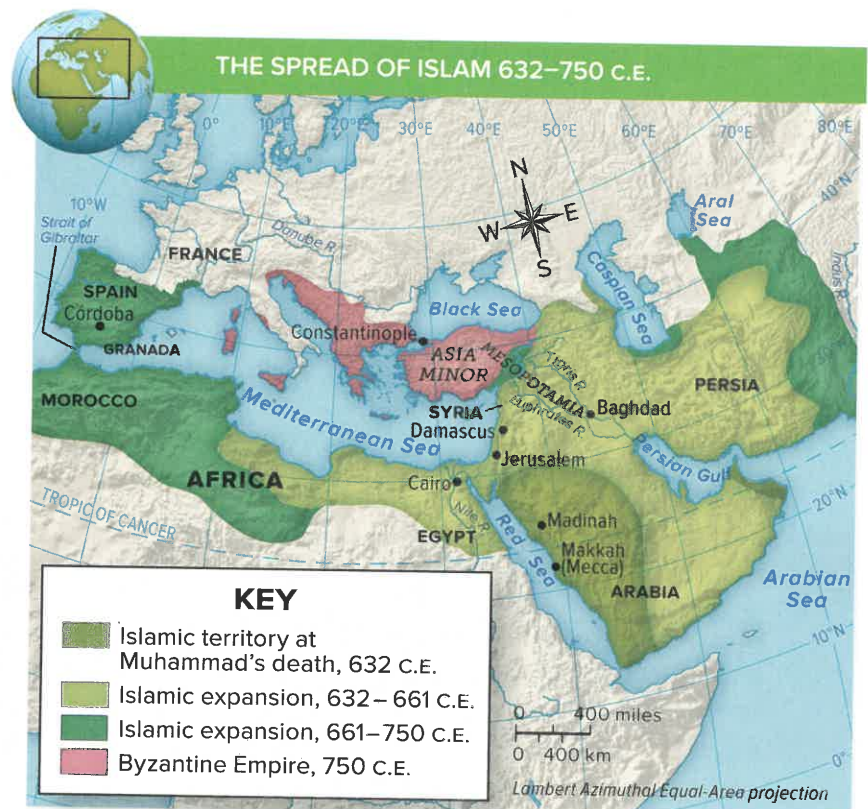 THE SPREAD OF ISLAM 632–750 C.E.
0°
10°E
20°E
30°E
40°E
50°E
60°E
70°E
80°E
40°N
10°W
Strait of
Gibraltar
N
W
E
S
Aral
Sea
FRANCE
Danube R.
Caspian Sea
Indus R.
SPAIN
Córdoba
GRANADA
Black Sea
Constantinople
ASIA
MINOR
MESOPOTAMIA
Tigris R.
Euphrates R.
PERSIA
MOROCCO
Mediterranean Sea
SYRIA
Baghdad
Damascus
Jerusalem
Persian Gulf
AFRICA
Cairo
Nile R.
EGYPT
Red Sea
TROPIC OF CANCER
20°N
Madinah
Makkah
(Mecca)
ARABIA
Arabian
Sea
10°N
0°
KEY
Islamic territory at
Muhammad's death, 632 C.E.
Islamic expansion, 632–661 C.E.
Islamic expansion, 661–750 C.E.
Byzantine Empire, 750 C.E.
0 400 miles
0 400 km
Lambert Azimuthal Equal-Area projection